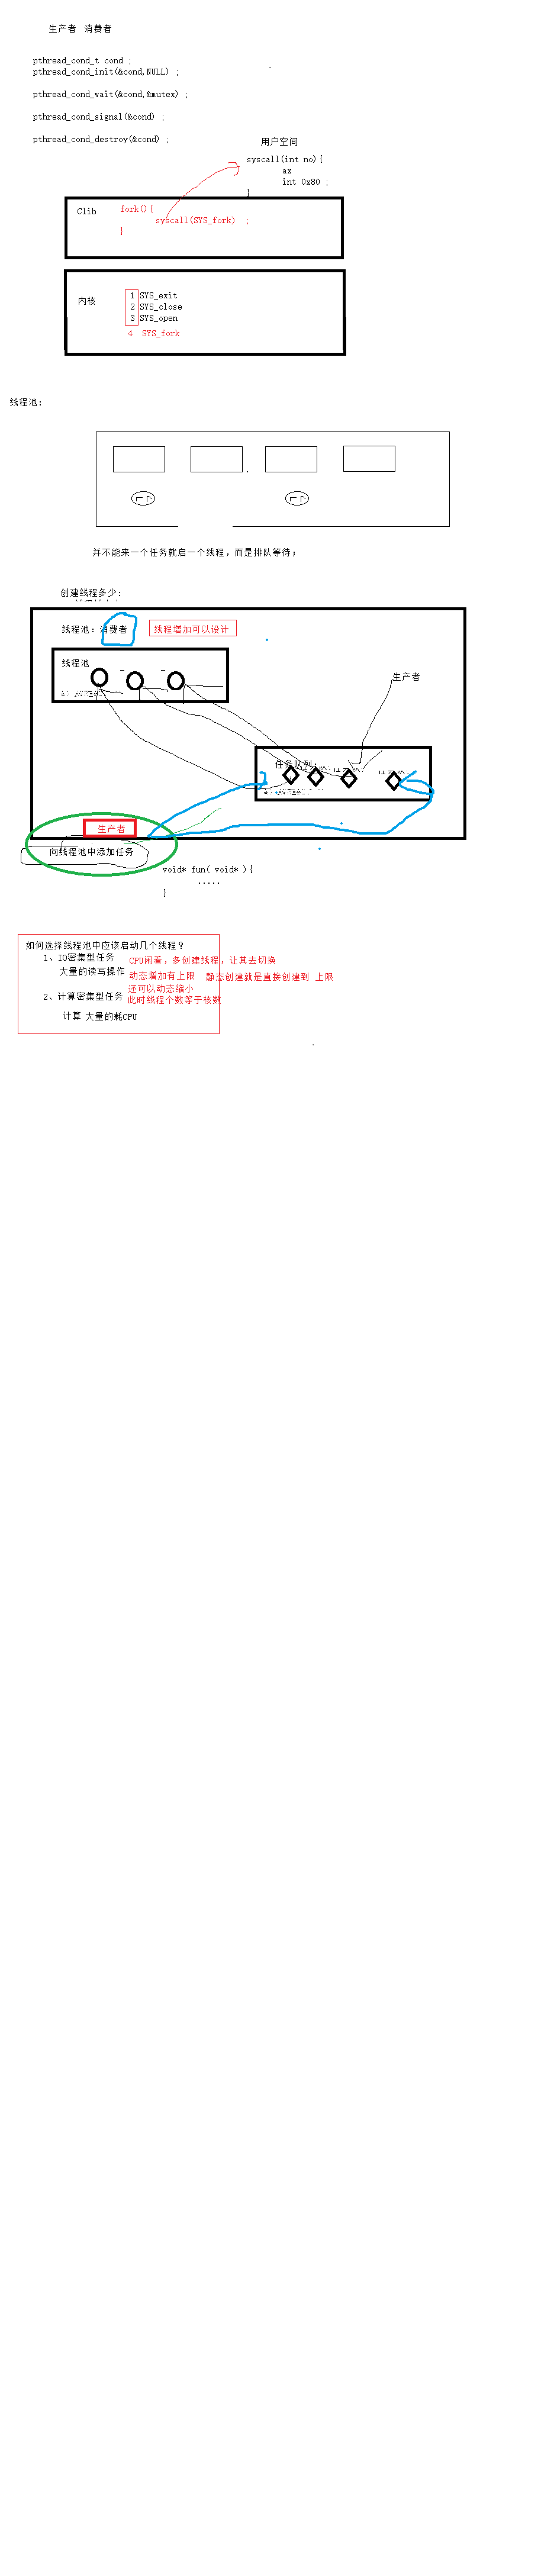 生产者 消费者
pthread_cond_t cond ;
pthread_cond_init(&cond,NULL) ;
pthread_cond_wait(&cond,&mutex) ;
pthread_cond_signal(&cond) ;
pthread_cond_destroy(&cond) ;
用户空间
syscall(int no){
ax
int 0x80 ;
}
Clib
fork(){
syscall(SYS_fork) ;
}
内核
1 SYS_exit
2 SYS_close
3 SYS_open
4 SYS_fork
线程池:
并不能来一个任务就启一个线程，而是排队等待;
创建线程多少:
线程池: 消费者
线程增加可以设计
线程池
生产者
任务队列:
生产者
向线程池中添加任务
void* fun( void* ){
.....
}
如何选择线程池中应该启动几个线程？
1、IO密集型任务
CPU闲着，多创建线程，让其去切换
大量的读写操作
动态增加有上限
静态创建就是直接创建到 上限
还可以动态缩小
2、计算密集型任务
此时线程个数等于核数
计算 大量的耗CPU